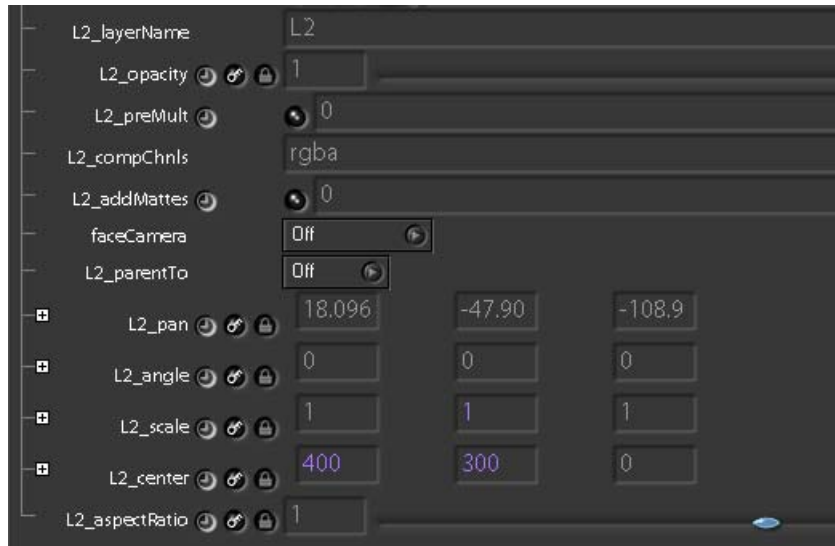 L2_layerName L2
L2_opacity 1
L2_preMult 0
L2_compChnls rgba
L2_addMattes 0
faceCamera Off
L2_parentTo Off
L2_pan 18.096 -47.90 -108.9
L2_angle 0 0 0
L2_scale 1 1 1
L2_center 400 300 0
L2_aspectRatio 1